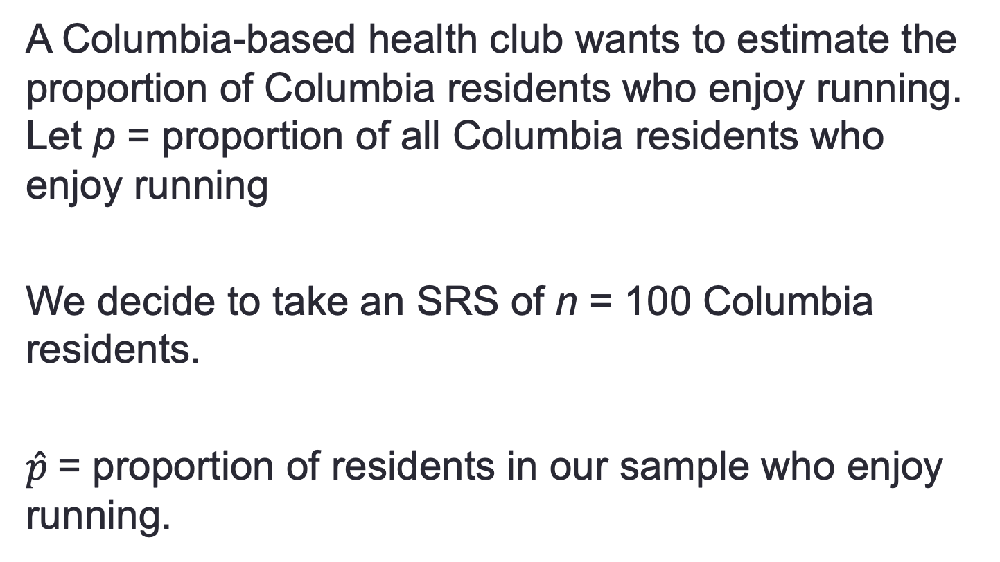 A Columbia-based health club wants to estimate the
proportion of Columbia residents who enjoy running.
Let p = proportion of all Columbia residents who
enjoy running
We decide to take an SRS of n = 100 Columbia
residents.
p̂ = proportion of residents in our sample who enjoy
running.